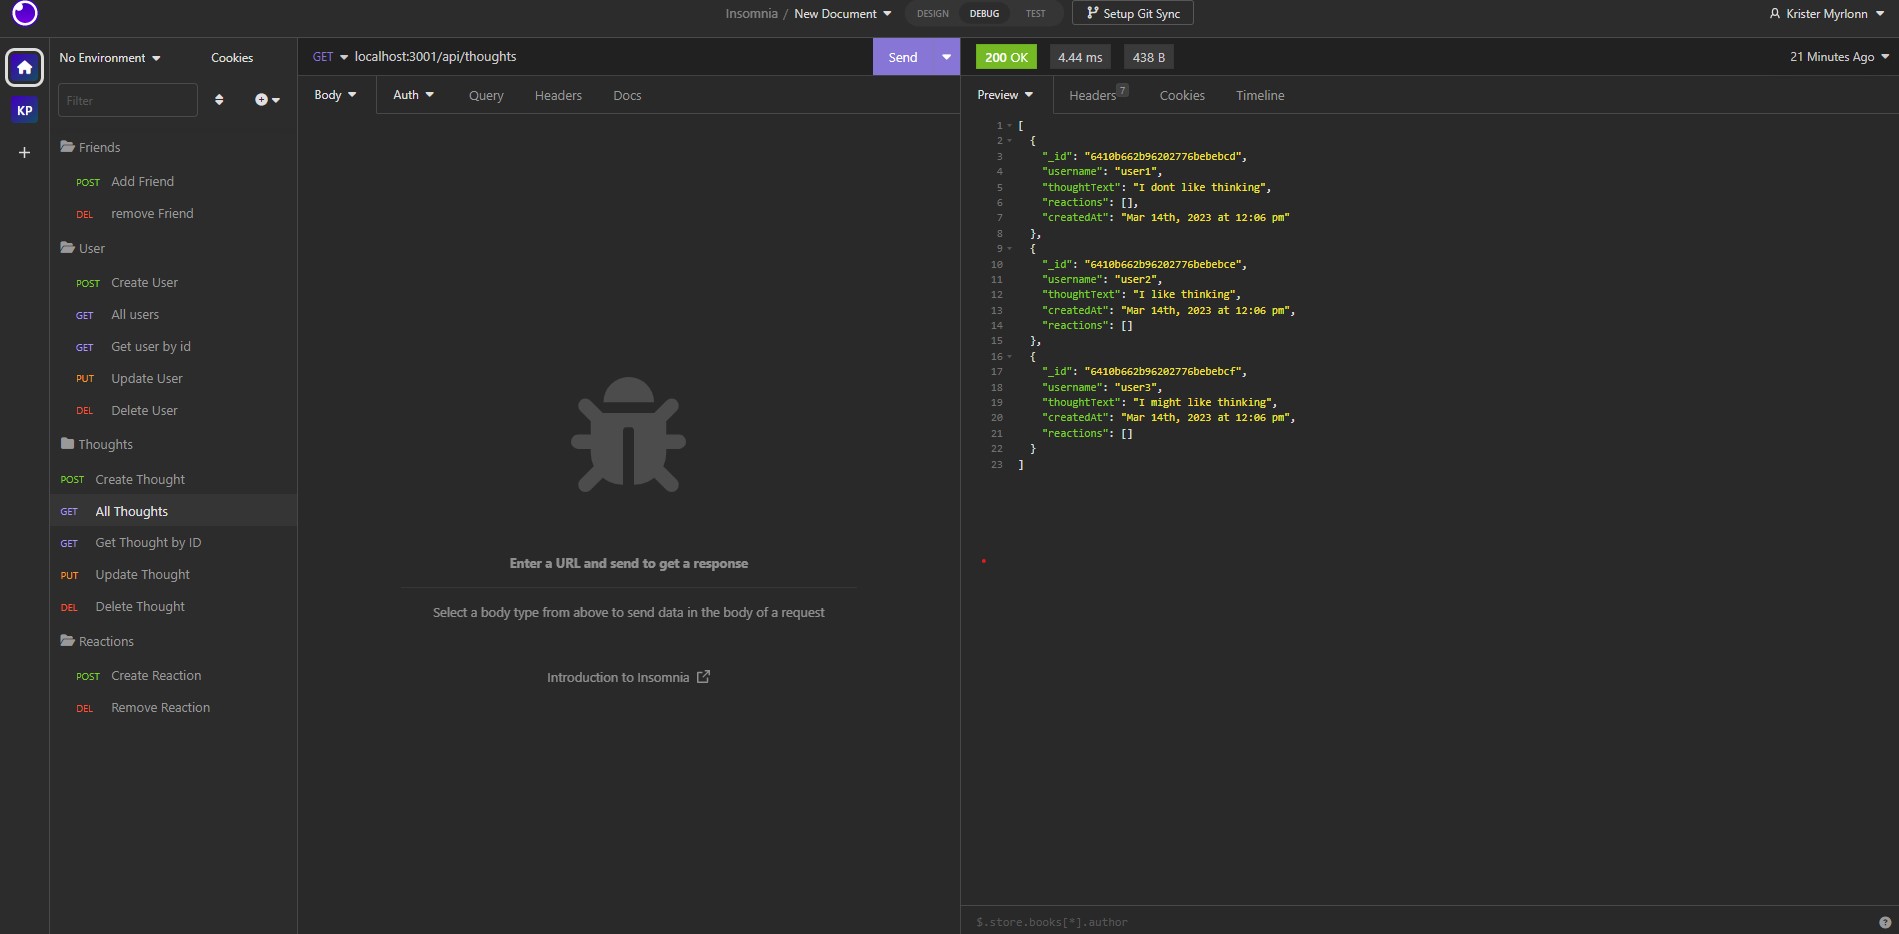 Insomnia / New Document
DESIGN DEBUG TEST
Setup Git Sync
Krister Myrlonn
KP
No Environment Cookies
Filter
Friends
POST Add Friend
DEL remove Friend
User
POST Create User
GET All users
GET Get user by id
PUT Update User
DEL Delete User
Thoughts
POST Create Thought
GET All Thoughts
GET Get Thought by ID
PUT Update Thought
DEL Delete Thought
Reactions
POST Create Reaction
DEL Remove Reaction
GET localhost:3001/api/thoughts Send
Body Auth Query Headers Docs
Enter a URL and send to get a response
Select a body type from above to send data in the body of a request
Introduction to Insomnia
200 OK 4.44 ms 438 B 21 Minutes Ago
Preview Headers 7 Cookies Timeline
1 [
2 {
3 "_id": "6410b662b96202776bebebcd",
4 "username": "user1",
5 "thoughtText": "I dont like thinking",
6 "reactions": [],
7 "createdAt": "Mar 14th, 2023 at 12:06 pm"
8 },
9 {
10 "_id": "6410b662b96202776bebebce",
11 "username": "user2",
12 "thoughtText": "I like thinking",
13 "createdAt": "Mar 14th, 2023 at 12:06 pm",
14 "reactions": []
15 },
16 {
17 "_id": "6410b662b96202776bebebcf",
18 "username": "user3",
19 "thoughtText": "I might like thinking",
20 "createdAt": "Mar 14th, 2023 at 12:06 pm",
21 "reactions": []
22 }
23 ]
$.store.books[*].author